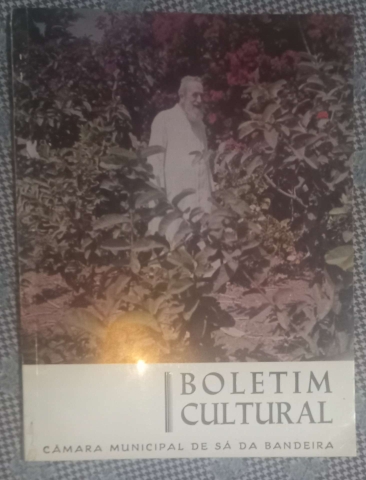 BOLETIM
CULTURAL
CÂMARA MUNICIPAL DE SÁ DA BANDEIRA